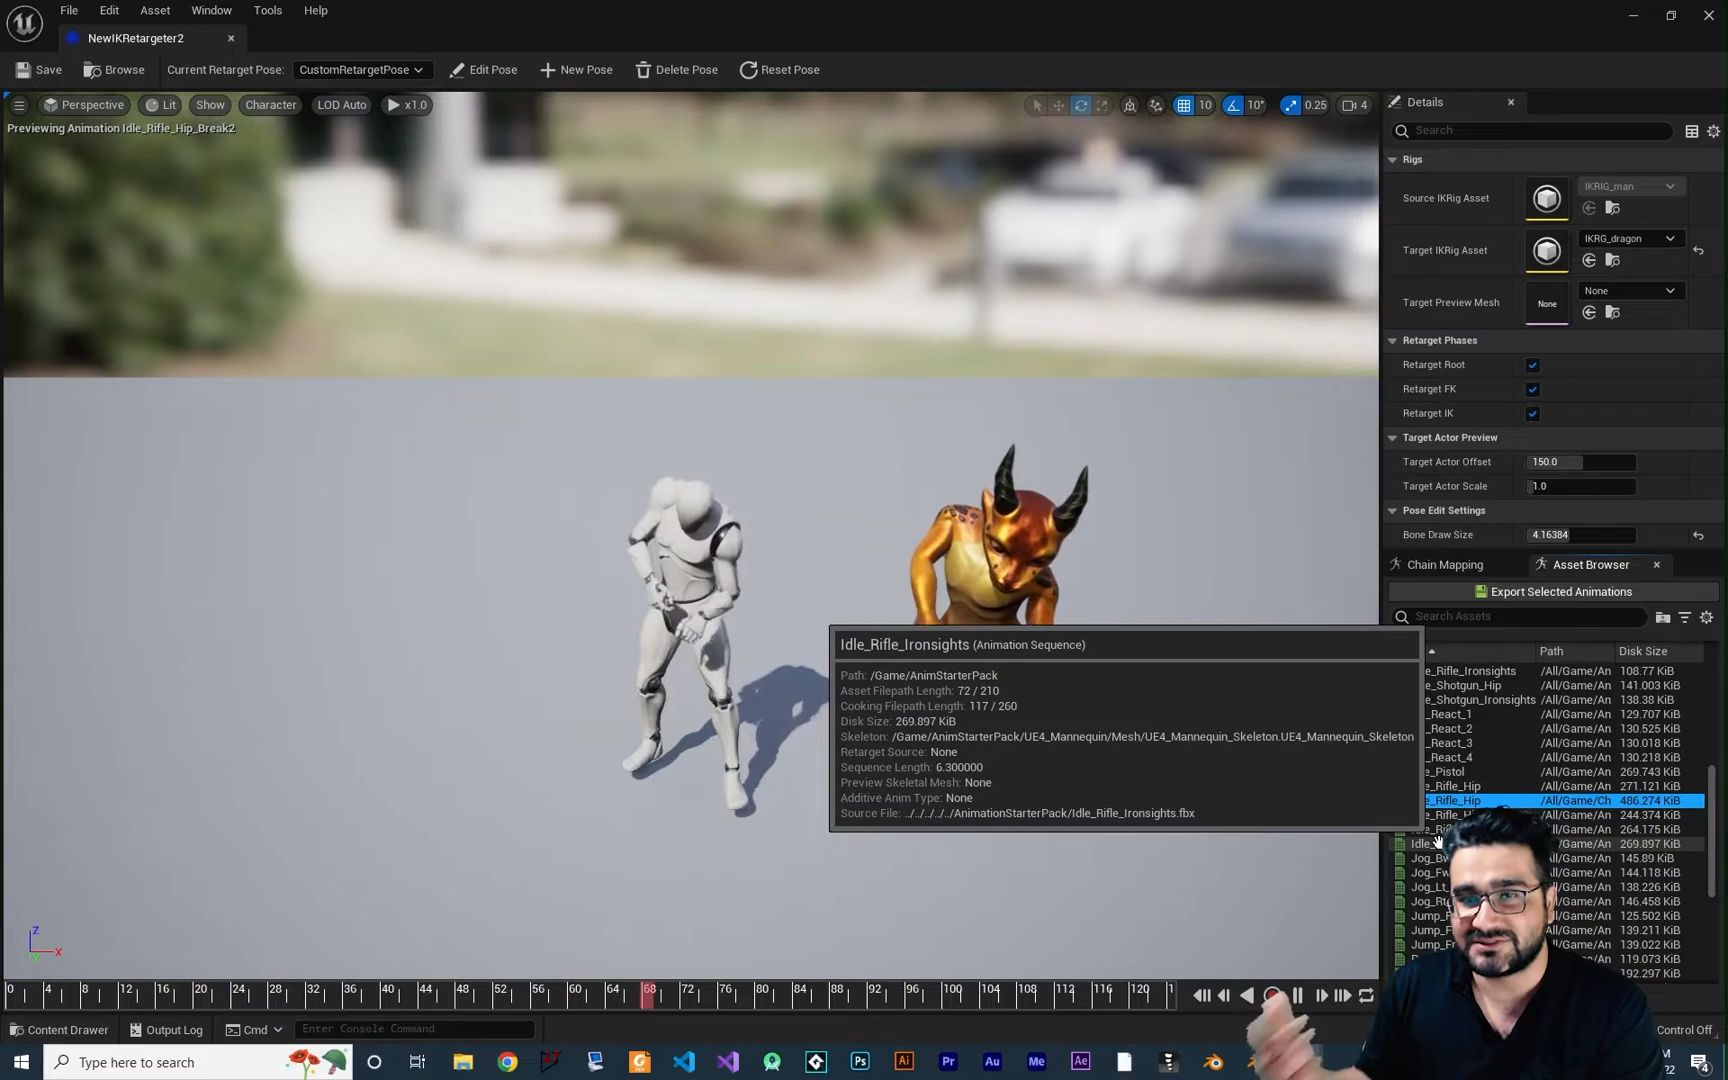 File Edit Asset Window Tools Help
NewIKRetargeter2
Save Browse Current Retarget Pose: CustomRetargetPose Edit Pose New Pose Delete Pose Reset Pose
Perspective Lit Show Character LOD Auto x1.0 10 10° 0.25 4
Previewing Animation Idle_Rifle_Hip_Break2
Details
Search
Rigs
Source IKRig Asset IKRIG_man
Target IKRig Asset IKRG_dragon
Target Preview Mesh None None
Retarget Phases
Retarget Root
Retarget FK
Retarget IK
Target Actor Preview
Target Actor Offset 150.0
Target Actor Scale 1.0
Pose Edit Settings
Bone Draw Size 4.16384
Chain Mapping Asset Browser
Export Selected Animations
Search Assets
Path Disk Size
e_Rifle_Ironsights /All/Game/An 108.77 KiB
e_Shotgun_Hip /All/Game/An 141.003 KiB
e_Shotgun_Ironsights /All/Game/An 138.38 KiB
_React_1 /All/Game/An 129.707 KiB
_React_2 /All/Game/An 130.525 KiB
_React_3 /All/Game/An 130.018 KiB
_React_4 /All/Game/An 130.218 KiB
e_Pistol /All/Game/An 269.743 KiB
e_Rifle_Hip /All/Game/An 271.121 KiB
e_Rifle_Hip /All/Game/Ch 486.274 KiB
e_Rifle_Hi /All/Game/An 244.374 KiB
Idle_Rif /All/Game/An 264.175 KiB
Idle_ /All/Game/An 269.897 KiB
Jog_Bw /All/Game/An 145.89 KiB
Jog_Fw /All/Game/An 144.118 KiB
Jog_Lt_ /All/Game/An 138.226 KiB
Jog_Rt /All/Game/An 146.458 KiB
Jump_F /All/Game/An 125.502 KiB
Jump_F /All/Game/An 139.211 KiB
Jump_Fr /All/Game/An 139.022 KiB
/All/Game/An 119.073 KiB
192.297 KiB
Idle_Rifle_Ironsights (Animation Sequence)
Path: /Game/AnimStarterPack
Asset Filepath Length: 72 / 210
Cooking Filepath Length: 117 / 260
Disk Size: 269.897 KiB
Skeleton: /Game/AnimStarterPack/UE4_Mannequin/Mesh/UE4_Mannequin_Skeleton.UE4_Mannequin_Skeleton
Retarget Source: None
Sequence Length: 6.300000
Preview Skeletal Mesh: None
Additive Anim Type: None
Source File: ../../../../../AnimationStarterPack/Idle_Rifle_Ironsights.fbx
Z
X
0 4 8 12 16 20 24 28 32 36 40 44 48 52 56 60 64 68 72 76 80 84 88 92 96 100 104 108 112 116 120 1
Content Drawer Output Log Cmd Enter Console Command Control Off
Type here to search
Ps Ai Pr Au Me Ae
M
22
4